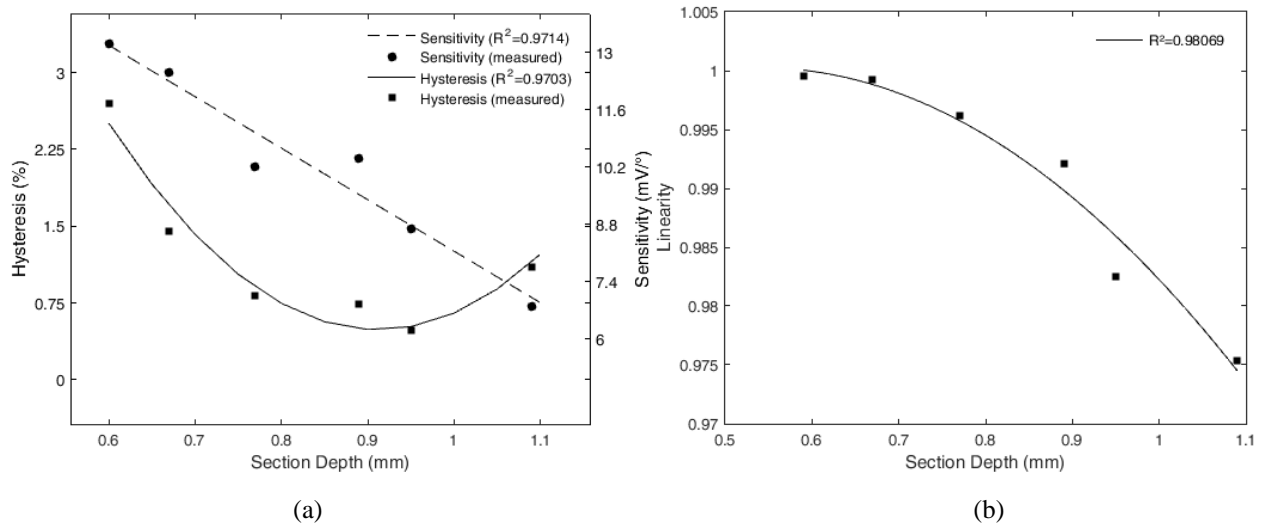 Sensitivity (R²=0.9714)
Sensitivity (measured)
Hysteresis (R²=0.9703)
Hysteresis (measured)
3
2.25
1.5
0.75
0
Hysteresis (%)
13
11.6
10.2
8.8
7.4
6
Sensitivity (mV/°)
0.6 0.7 0.8 0.9 1 1.1
Section Depth (mm)
(a)
R²=0.98069
1.005
1
0.995
0.99
0.985
0.98
0.975
0.97
Linearity
0.5 0.6 0.7 0.8 0.9 1 1.1
Section Depth (mm)
(b)